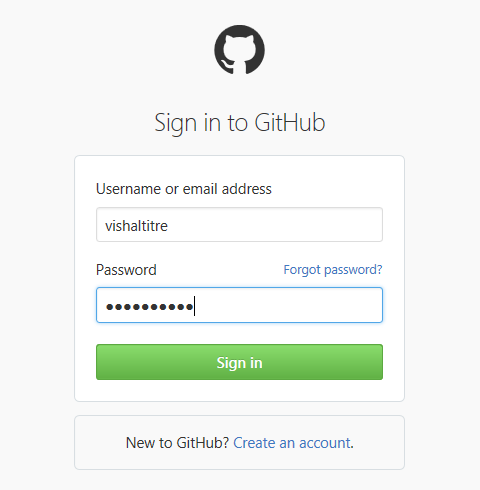 Sign in to GitHub
Username or email address
vishaltitre
Password Forgot password?
●●●●●●●●●●
Sign in
New to GitHub? Create an account.